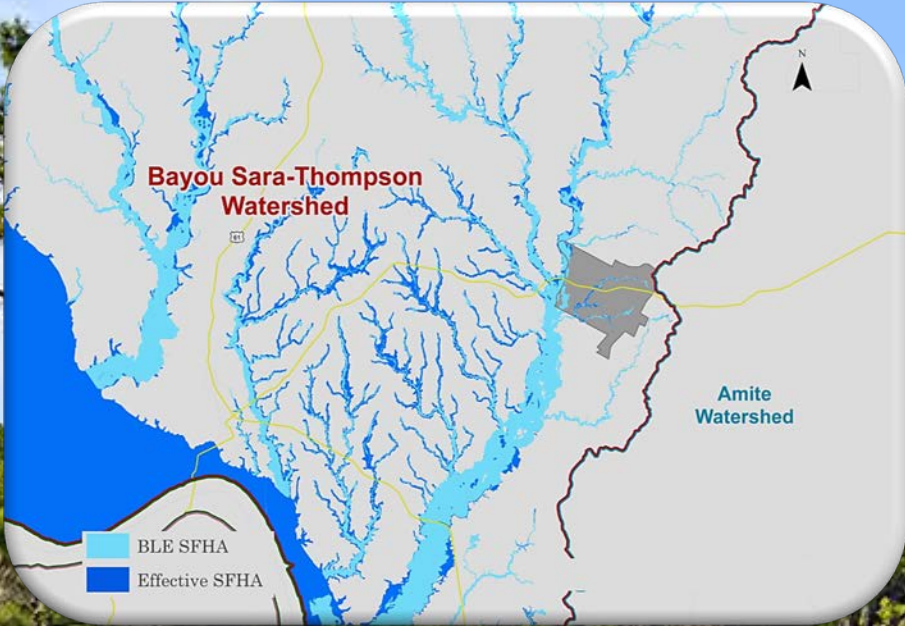 N
Bayou Sara-Thompson
Watershed
61
Amite
Watershed
BLE SFHA
Effective SFHA